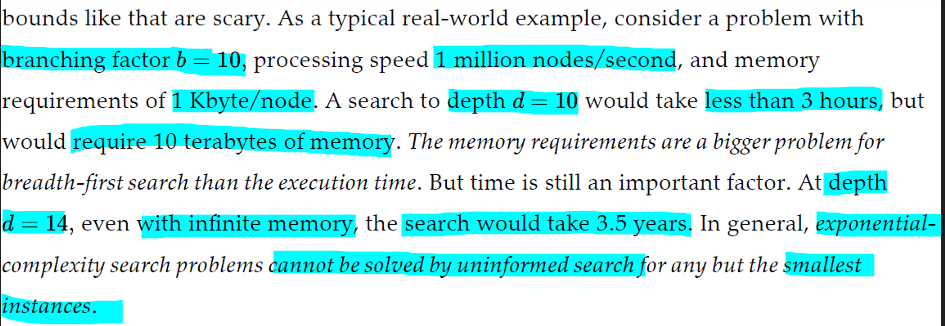 bounds like that are scary. As a typical real-world example, consider a problem with
branching factor b = 10, processing speed 1 million nodes/second, and memory
requirements of 1 Kbyte/node. A search to depth d = 10 would take less than 3 hours, but
would require 10 terabytes of memory. The memory requirements are a bigger problem for
breadth-first search than the execution time. But time is still an important factor. At depth
d = 14, even with infinite memory, the search would take 3.5 years. In general, exponential-
complexity search problems cannot be solved by uninformed search for any but the smallest
instances.